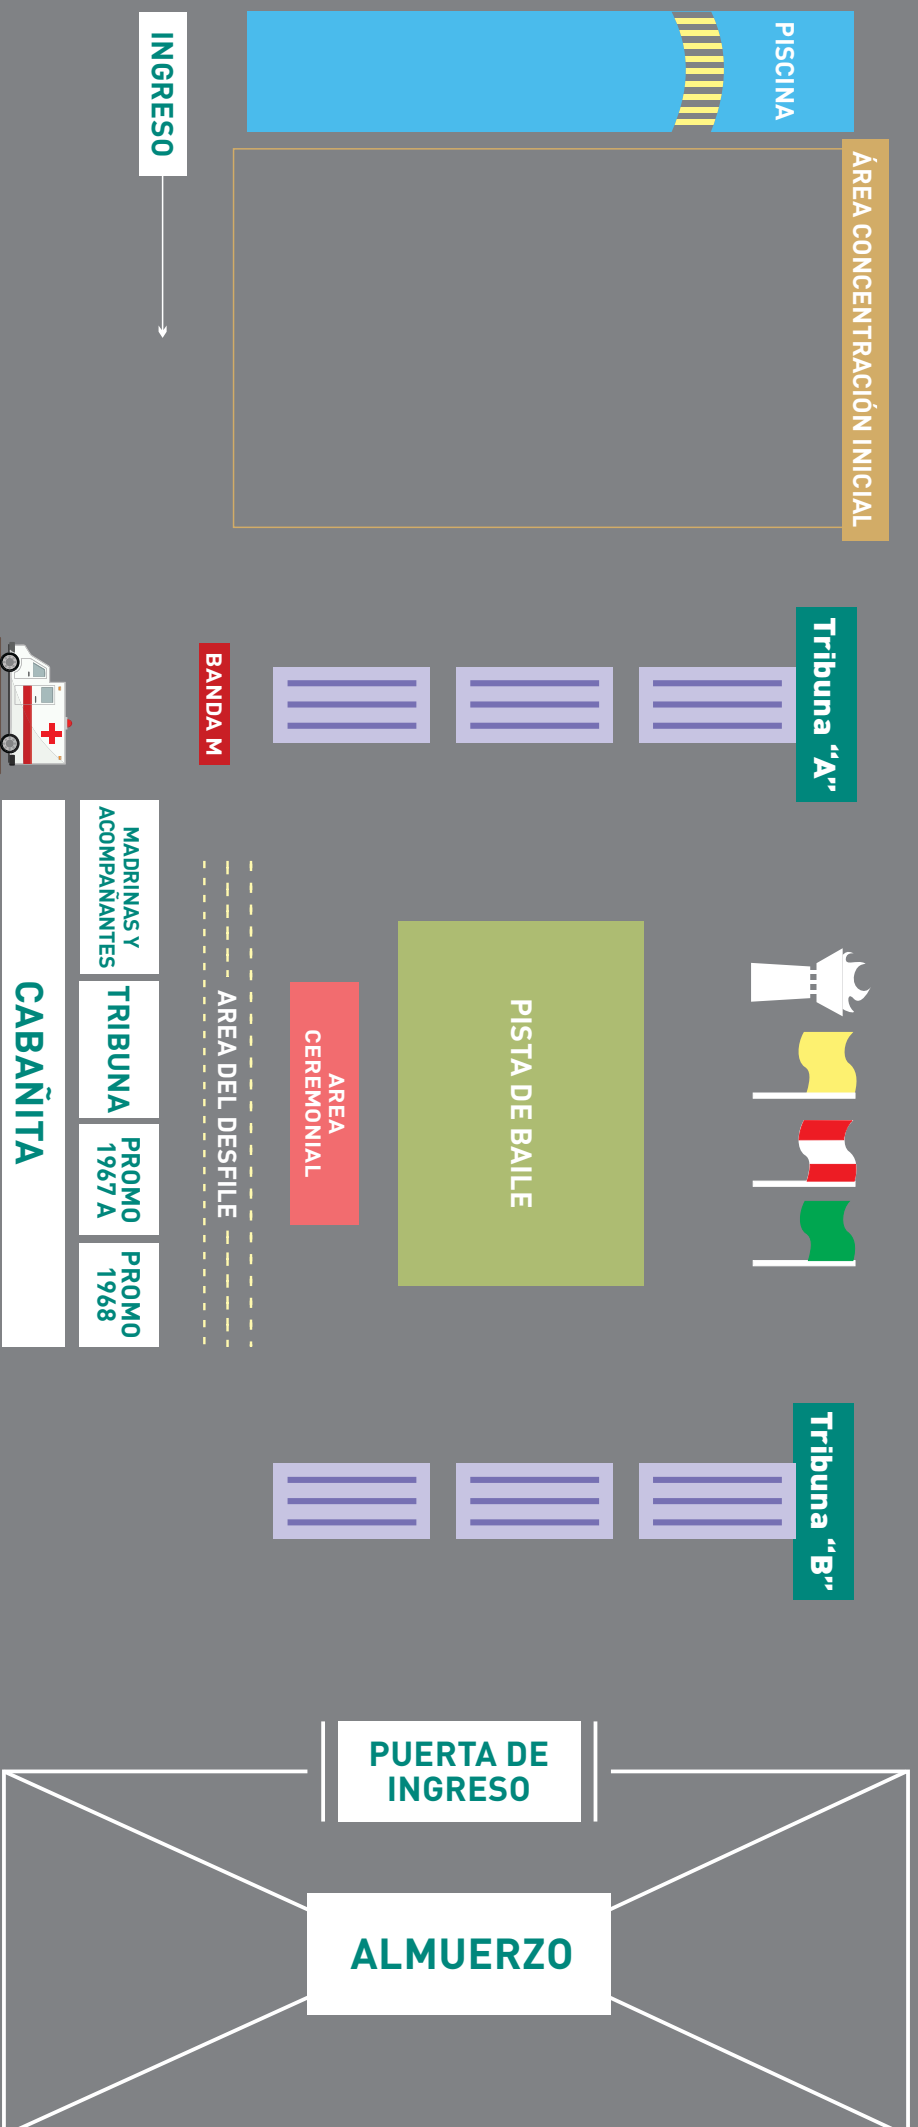 INGRESO
PISCINA
ÁREA CONCENTRACIÓN INICIAL
Tribuna “A”
BANDA M
MADRINAS Y
ACOMPAÑANTES
TRIBUNA
PROMO
1967 A
PROMO
1968
CABAÑITA
AREA DEL DESFILE
AREA
CEREMONIAL
PISTA DE BAILE
Tribuna “B”
PUERTA DE
INGRESO
ALMUERZO